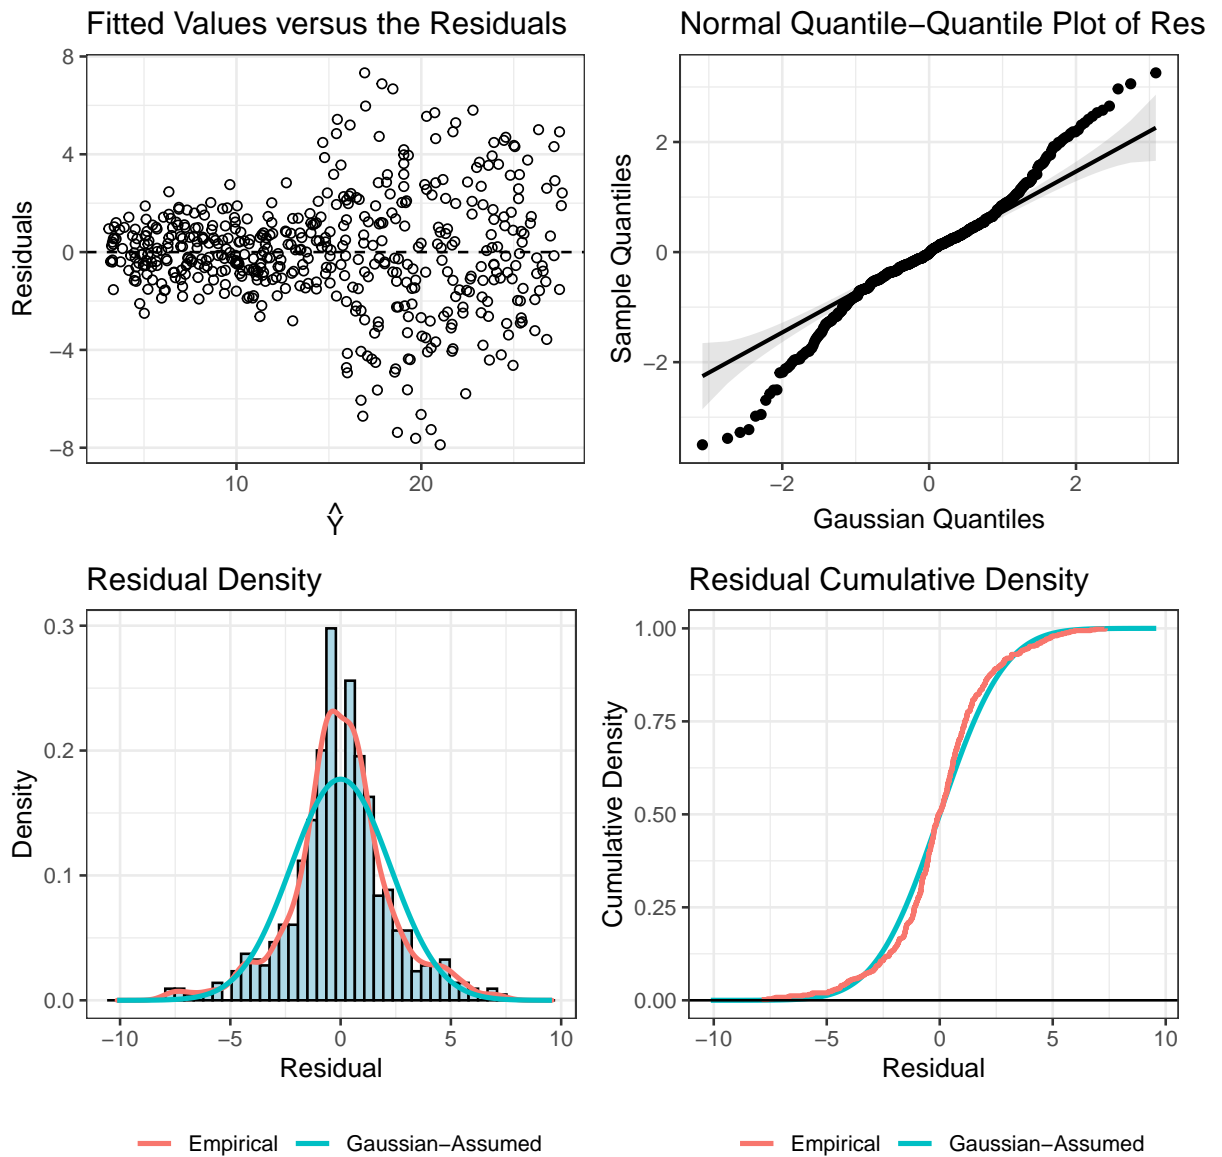 Fitted Values versus the Residuals
8
4
0
−4
−8
Residuals
10
20
Ŷ
Normal Quantile−Quantile Plot of Res
2
0
−2
Sample Quantiles
−2
0
2
Gaussian Quantiles
Residual Density
0.3
0.2
0.1
0.0
Density
−10
−5
0
5
10
Residual
Empirical
Gaussian−Assumed
Residual Cumulative Density
1.00
0.75
0.50
0.25
0.00
Cumulative Density
−10
−5
0
5
10
Residual
Empirical
Gaussian−Assumed